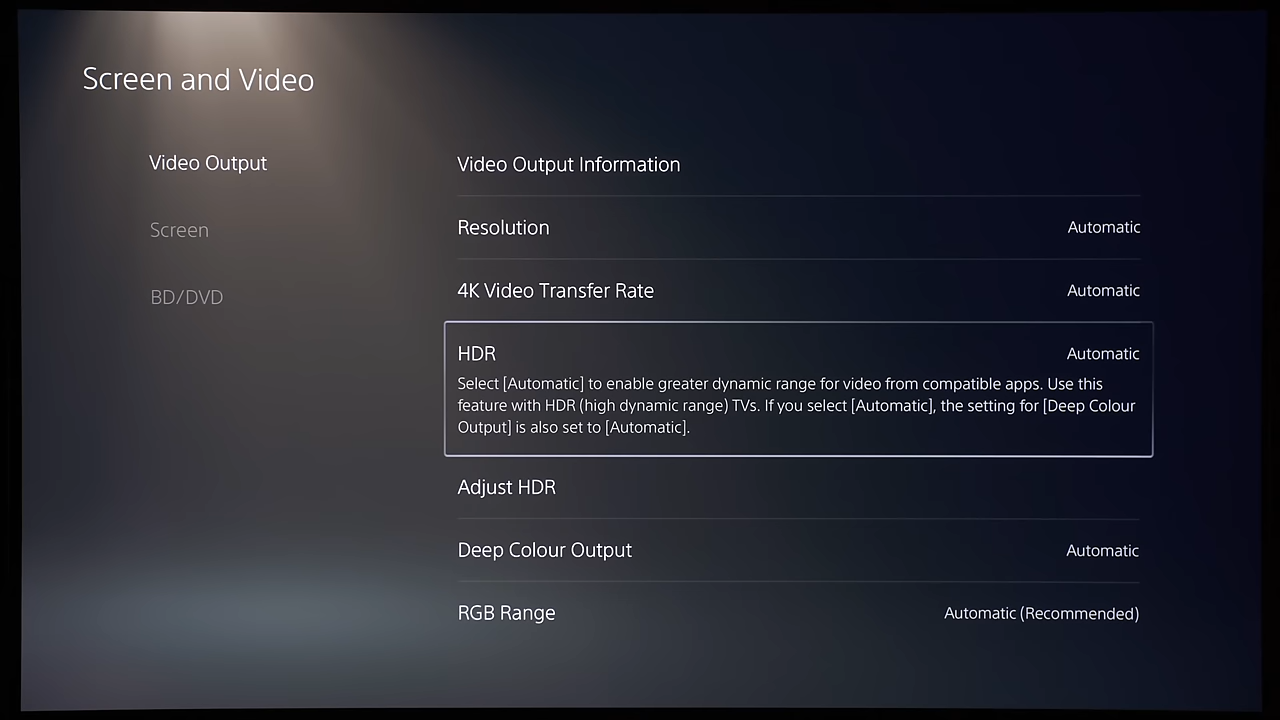 Screen and Video
Video Output
Screen
BD/DVD
Video Output Information
Resolution Automatic
4K Video Transfer Rate Automatic
HDR Automatic
Select [Automatic] to enable greater dynamic range for video from compatible apps. Use this
feature with HDR (high dynamic range) TVs. If you select [Automatic], the setting for [Deep Colour
Output] is also set to [Automatic].
Adjust HDR
Deep Colour Output Automatic
RGB Range Automatic (Recommended)